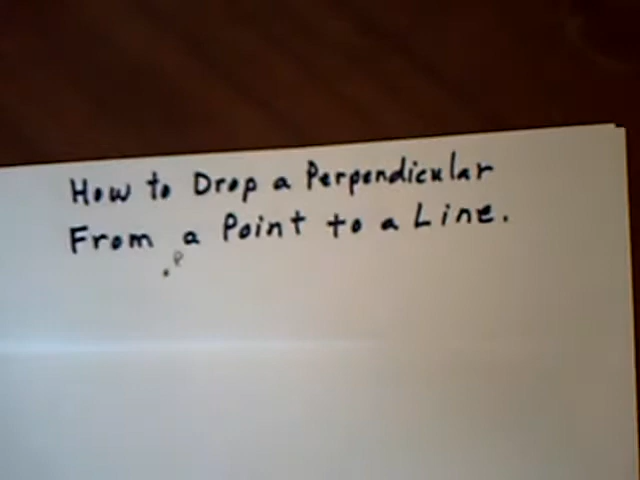 How to Drop a Perpendicular
From a Point to a Line.
P